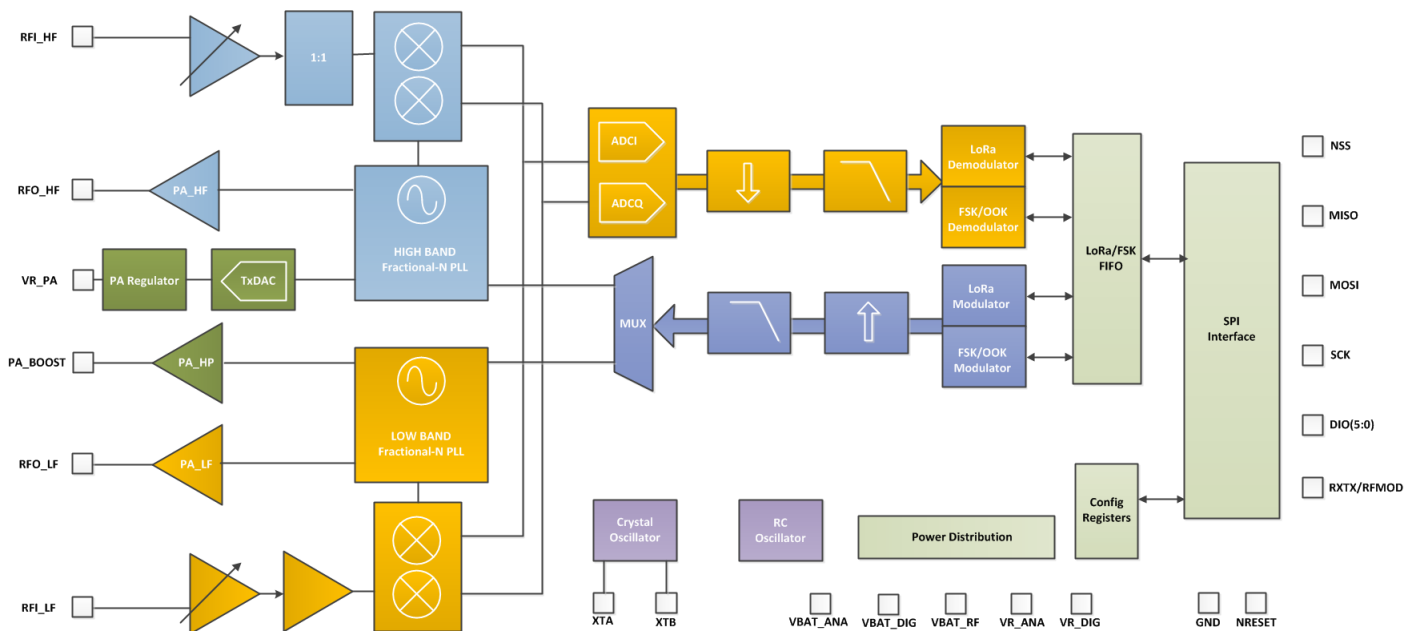 RFI_HF
1:1
ADCI
ADCQ
LoRa
Demodulator
FSK/OOK
Demodulator
NSS
MISO
RFO_HF
PA_HF
HIGH BAND
Fractional-N PLL
LoRa/FSK
FIFO
VR_PA
PA Regulator
TxDAC
MUX
LoRa
Modulator
FSK/OOK
Modulator
SPI
Interface
MOSI
SCK
PA_BOOST
PA_HP
LOW BAND
Fractional-N PLL
DIO(5:0)
RFO_LF
PA_LF
RXTX/RFMOD
Crystal
Oscillator
RC
Oscillator
Power Distribution
Config
Registers
RFI_LF
XTA
XTB
VBAT_ANA
VBAT_DIG
VBAT_RF
VR_ANA
VR_DIG
GND
NRESET